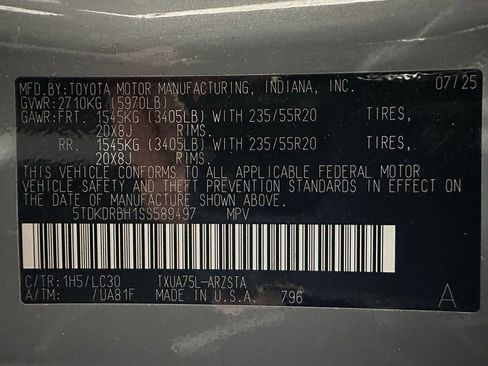 MFD.BY: TOYOTA MOTOR MANUFACTURING, INDIANA, INC. 07/25
GVWR: 2710KG (5970LB)
GAWR: FRT. 1545KG (3405LB) WITH 235/55R20 TIRES,
20X8J RIMS.
RR. 1545KG (3405LB) WITH 235/55R20 TIRES,
20X8J RIMS.
THIS VEHICLE CONFORMS TO ALL APPLICABLE FEDERAL MOTOR
VEHICLE SAFETY AND THEFT PREVENTION STANDARDS IN EFFECT ON
THE DATE OF MANUFACTURE SHOWN ABOVE.
5TDKDRBH1SS589497 MPV
C/TR: 1H5/LC30 TXUA75L-ARZSTA
A/TM: /UA81F MADE IN U.S.A. 796 A